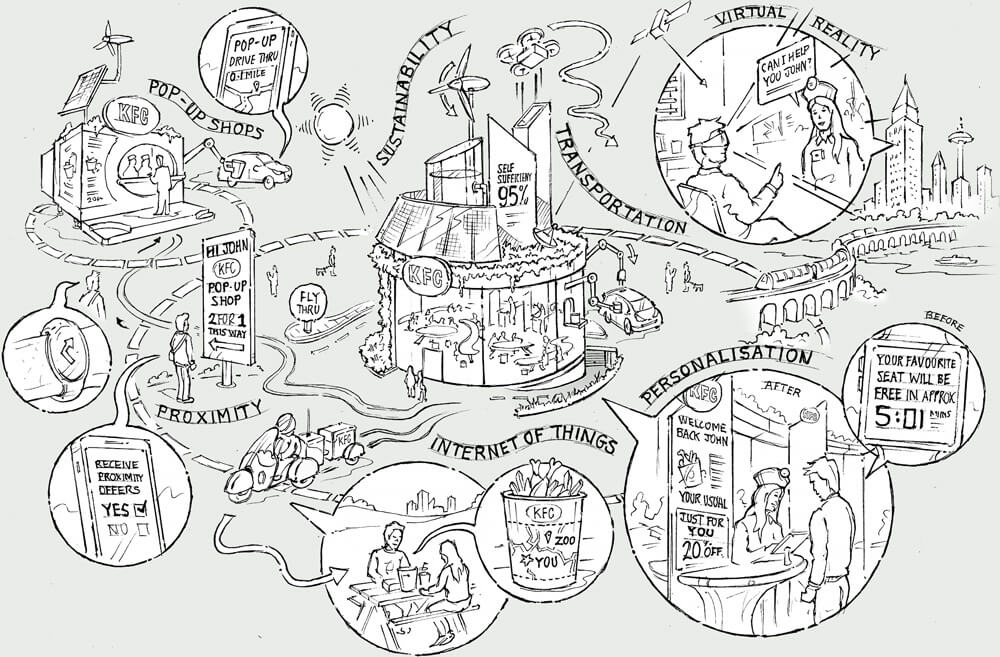 POP-UP
DRIVE THRU
0.1 MILE
POP-UP SHOPS
KFC
SUSTAINABILITY
TRANSPORTATION
SELF
SUFFICIENY
95%
KFC
VIRTUAL REALITY
CAN I HELP
YOU JOHN?
HI JOHN
KFC
POP-UP
SHOP
2 FOR 1
THIS WAY
FLY
THRU
PROXIMITY
RECEIVE
PROXIMITY
OFFERS
YES
NO
KFC
INTERNET OF THINGS
KFC
ZOO
YOU
PERSONALISATION
BEFORE
YOUR FAVOURITE
SEAT WILL BE
FREE IN APPROX
5:01 MINS
AFTER
KFC
KFC
WELCOME
BACK JOHN
YOUR USUAL
JUST FOR
YOU
20% OFF.